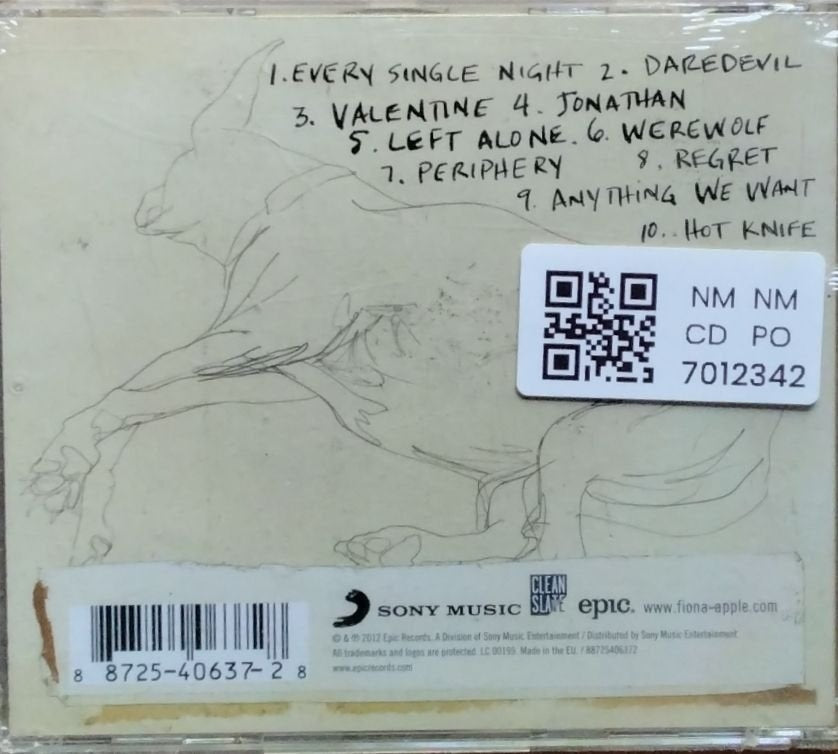 1. EVERY SINGLE NIGHT 2. DAREDEVIL
3. VALENTINE 4. JONATHAN
5. LEFT ALONE. 6. WEREWOLF
7. PERIPHERY 8. REGRET
9. ANYTHING WE WANT
10.. HOT KNIFE
NM NM
CD PO
7012342
SONY MUSIC CLEAN SLATE epic. www.fiona-apple.com
© & ℗ 2012 Epic Records. A Division of Sony Music Entertainment / Distributed by Sony Music Entertainment
All trademarks and logos are protected. LC 00199. Made in the EU. / 88725406372
www.epicrecords.com
8 8725-40637-2 8